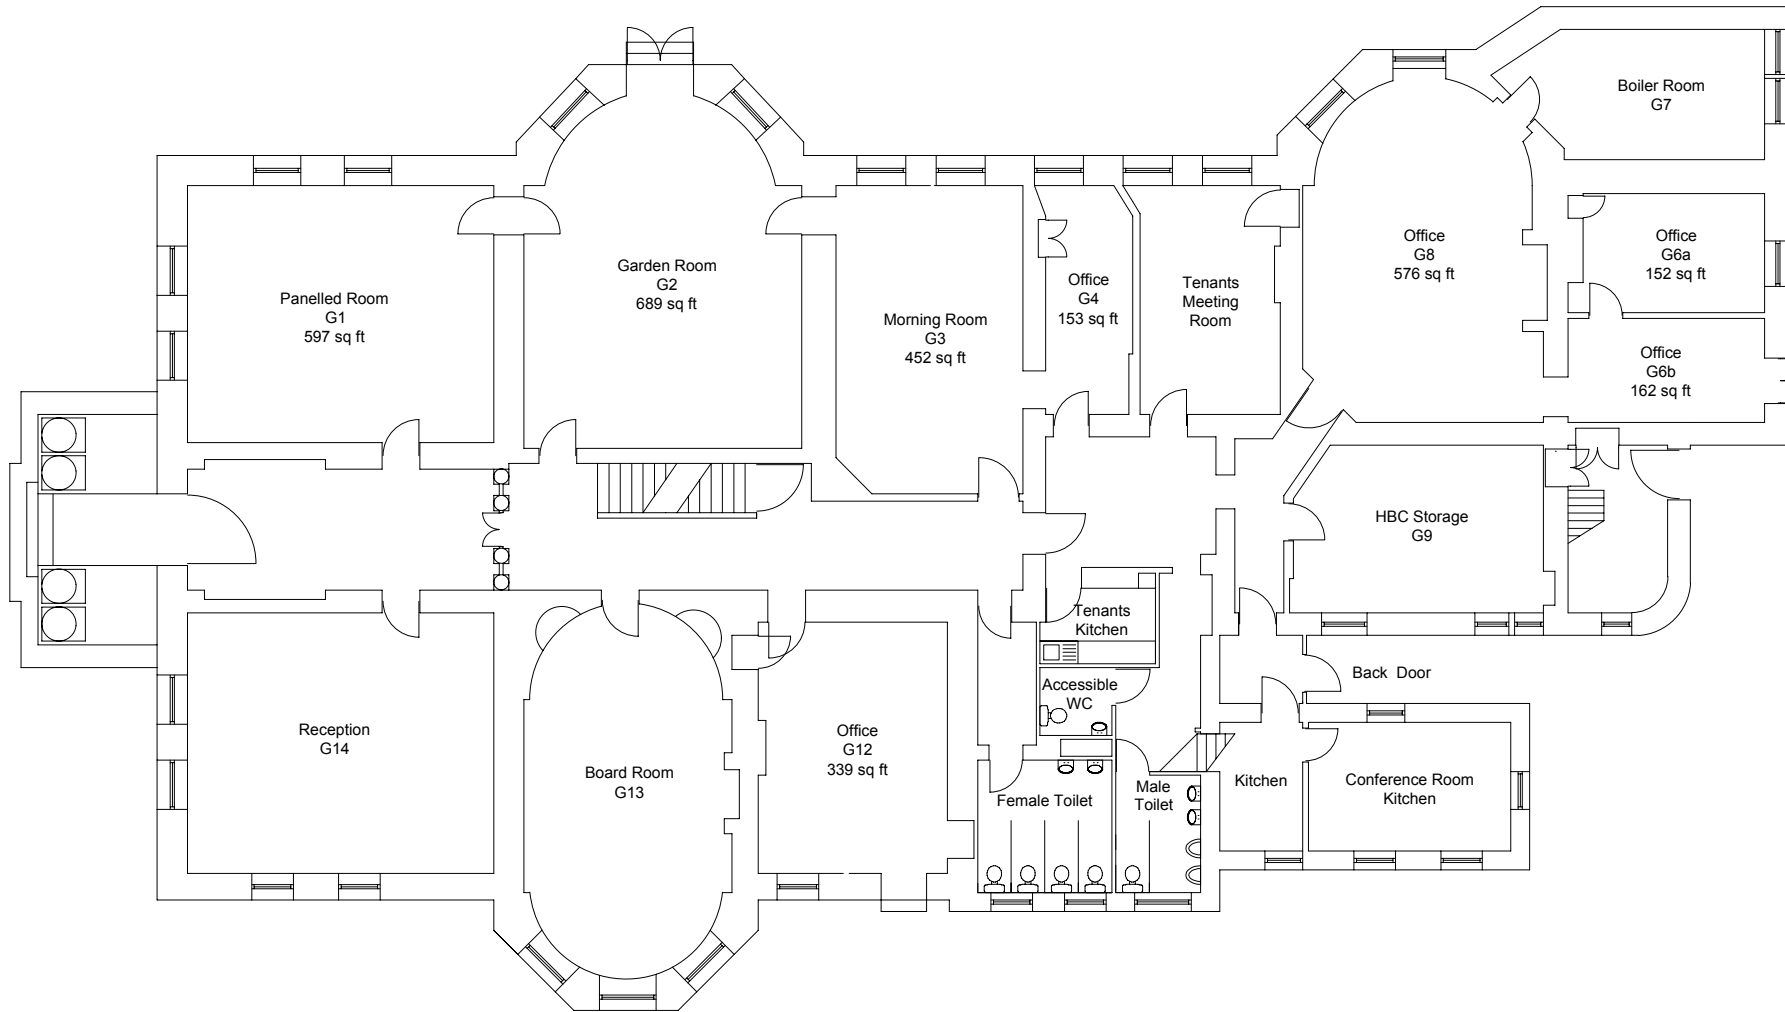 Boiler Room
G7
Panelled Room
G1
597 sq ft
Garden Room
G2
689 sq ft
Morning Room
G3
452 sq ft
Office
G4
153 sq ft
Tenants
Meeting
Room
Office
G8
576 sq ft
Office
G6a
152 sq ft
Office
G6b
162 sq ft
HBC Storage
G9
Tenants
Kitchen
Accessible
WC
Back Door
Reception
G14
Board Room
G13
Office
G12
339 sq ft
Female Toilet
Male
Toilet
Kitchen
Conference Room
Kitchen